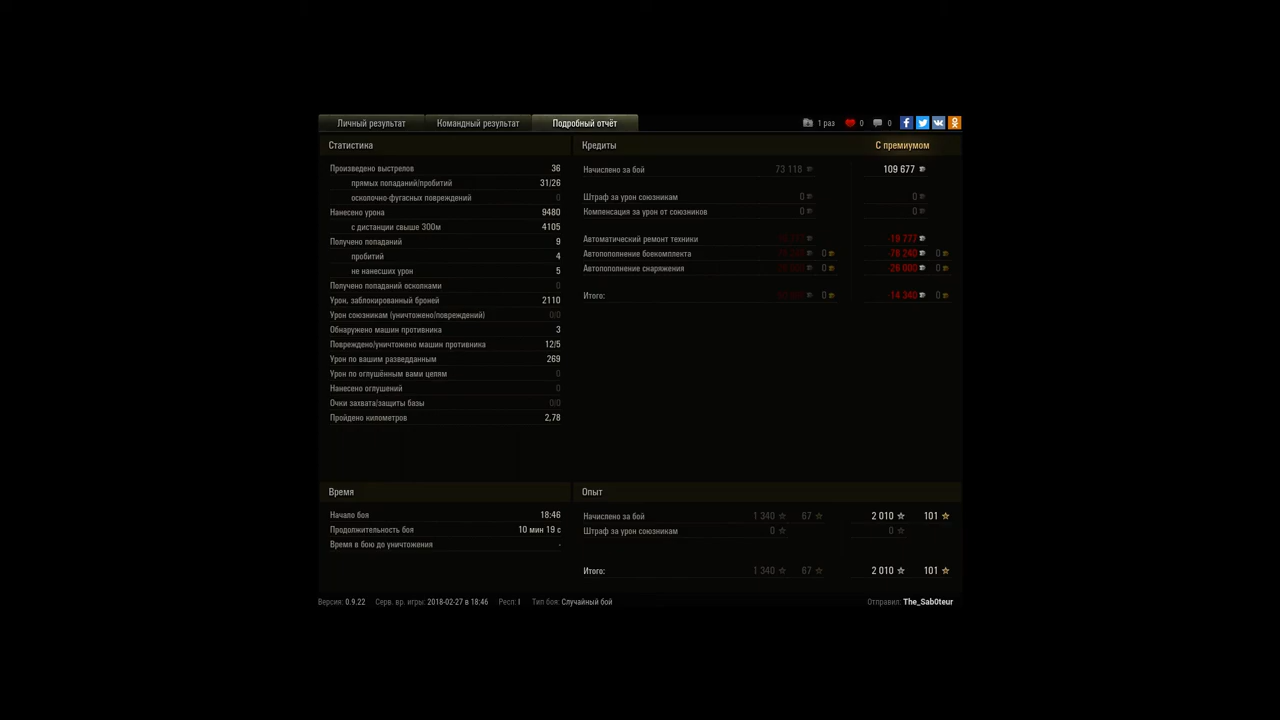 Личный результат Командный результат Подробный отчёт 1 раз 0 0
Статистика
Произведено выстрелов 36
прямых попаданий/пробитий 31/26
осколочно-фугасных повреждений 0
Нанесено урона 9480
с дистанции свыше 300м 4105
Получено попаданий 9
пробитий 4
не нанесших урон 5
Получено попаданий осколками 0
Урон, заблокированный броней 2110
Урон союзникам (уничтожено/повреждений) 0/0
Обнаружено машин противника 3
Повреждено/уничтожено машин противника 12/5
Урон по вашим разведданным 269
Урон по оглушённым вами целям 0
Нанесено оглушений 0
Очки захвата/защиты базы 0/0
Пройдено километров 2,78
Кредиты С премиумом
Начислено за бой 73 118 109 677
Штраф за урон союзникам 0 0
Компенсация за урон от союзников 0 0
Автоматический ремонт техники -19 777
Автопополнение боекомплекта 0 -78 240 0
Автопополнение снаряжения 0 -26 000 0
Итого: 0 -14 340 0
Время
Начало боя 18:46
Продолжительность боя 10 мин 19 с
Время в бою до уничтожения -
Опыт
Начислено за бой 1 340 67 2 010 101
Штраф за урон союзникам 0 0
Итого: 1 340 67 2 010 101
Версия: 0.9.22 Серв. вр. игры: 2018-02-27 в 18:46 Респ: I Тип боя: Случайный бой Отправил: The_Sab0teur